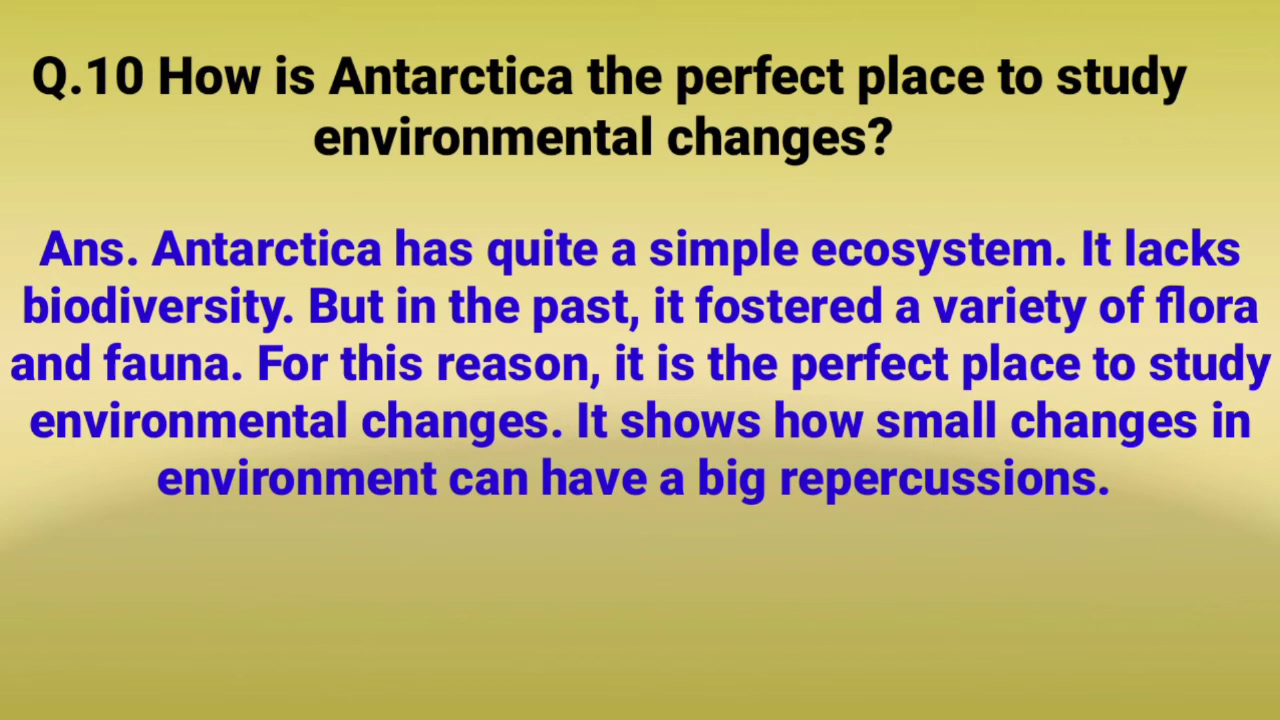 Q.10 How is Antarctica the perfect place to study
environmental changes?
Ans. Antarctica has quite a simple ecosystem. It lacks
biodiversity. But in the past, it fostered a variety of flora
and fauna. For this reason, it is the perfect place to study
environmental changes. It shows how small changes in
environment can have a big repercussions.